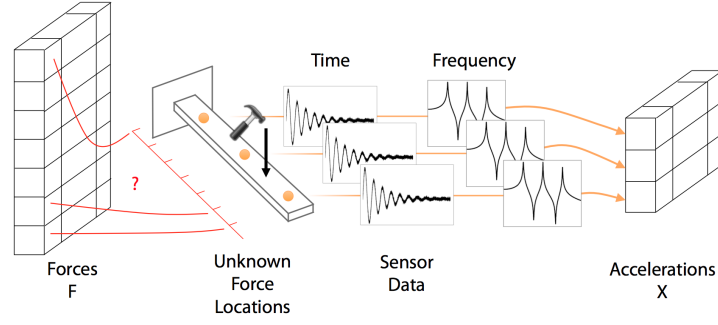 Time
Frequency
?
Forces
F
Unknown
Force
Locations
Sensor
Data
Accelerations
X